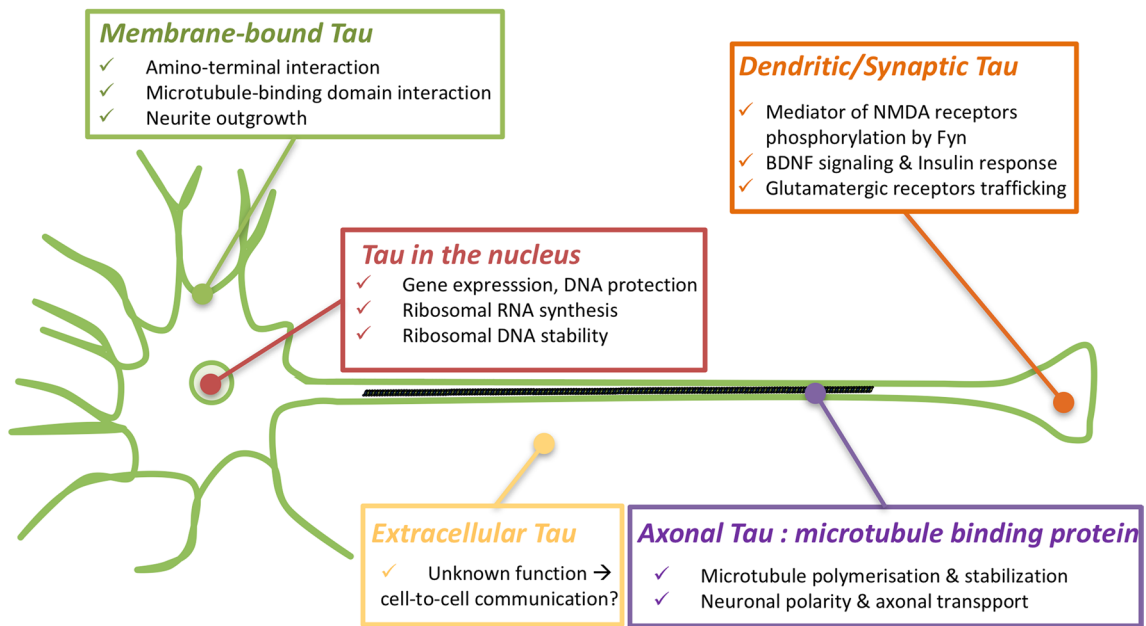 Membrane-bound Tau
✓ Amino-terminal interaction
✓ Microtubule-binding domain interaction
✓ Neurite outgrowth
Dendritic/Synaptic Tau
✓ Mediator of NMDA receptors
phosphorylation by Fyn
✓ BDNF signaling & Insulin response
✓ Glutamatergic receptors trafficking
Tau in the nucleus
✓ Gene expresssion, DNA protection
✓ Ribosomal RNA synthesis
✓ Ribosomal DNA stability
Extracellular Tau
✓ Unknown function →
cell-to-cell communication?
Axonal Tau : microtubule binding protein
✓ Microtubule polymerisation & stabilization
✓ Neuronal polarity & axonal transpport